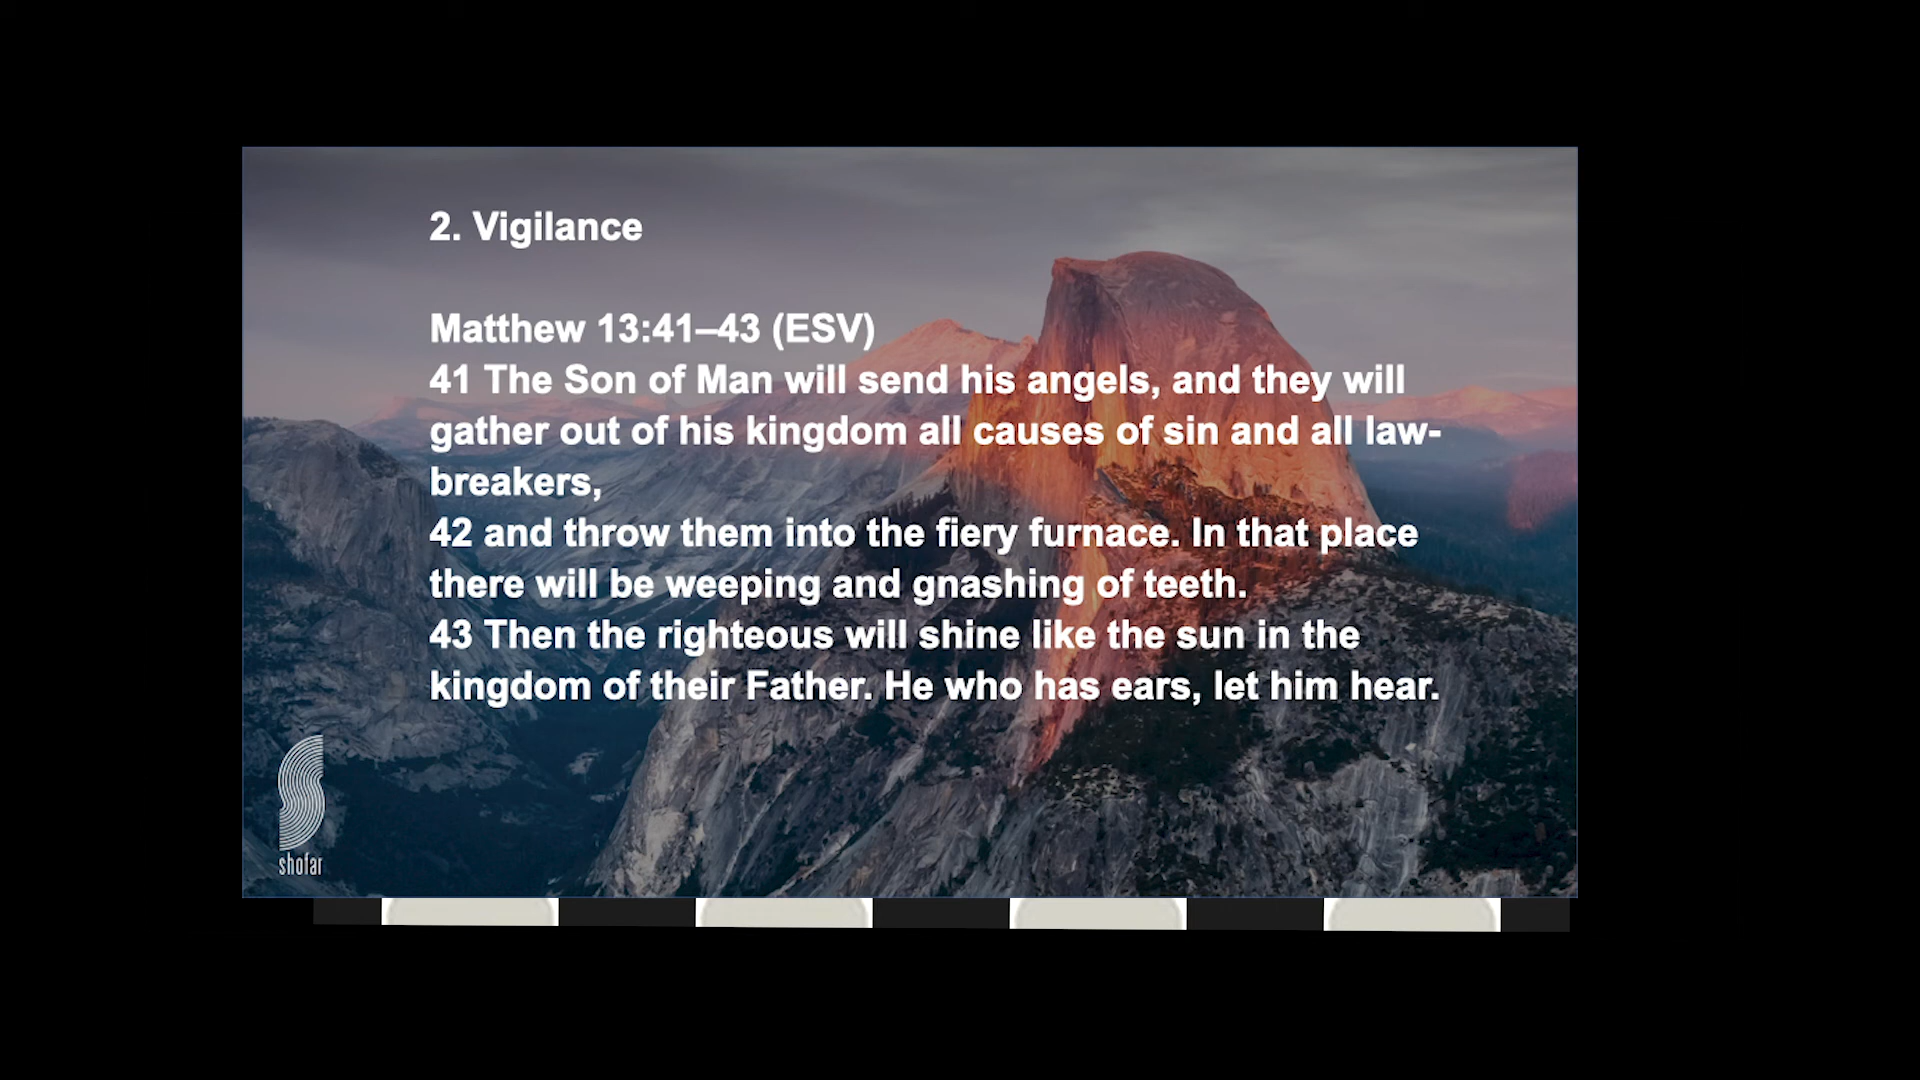 2. Vigilance
Matthew 13:41–43 (ESV)
41 The Son of Man will send his angels, and they will
gather out of his kingdom all causes of sin and all law-
breakers,
42 and throw them into the fiery furnace. In that place
there will be weeping and gnashing of teeth.
43 Then the righteous will shine like the sun in the
kingdom of their Father. He who has ears, let him hear.
shofar